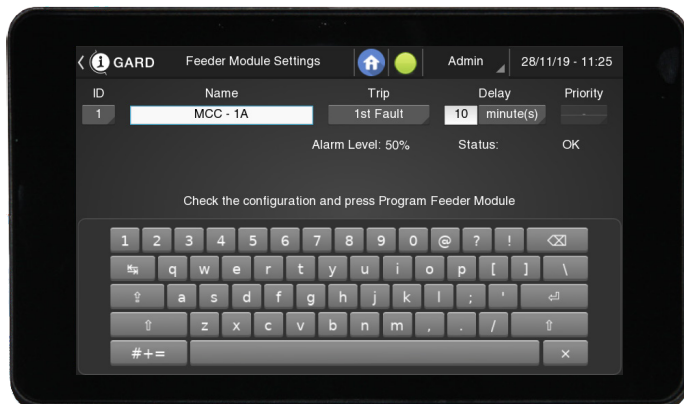 i GARD Feeder Module Settings Admin 28/11/19 - 11:25
ID Name Trip Delay Priority
1 MCC - 1A 1st Fault 10 minute(s) -
Alarm Level: 50% Status: OK
Check the configuration and press Program Feeder Module
1 2 3 4 5 6 7 8 9 0 @ ? !
q w e r t y u i o p [ ] \
a s d f g h j k l ; '
z x c v b n m , . /
#+= ×